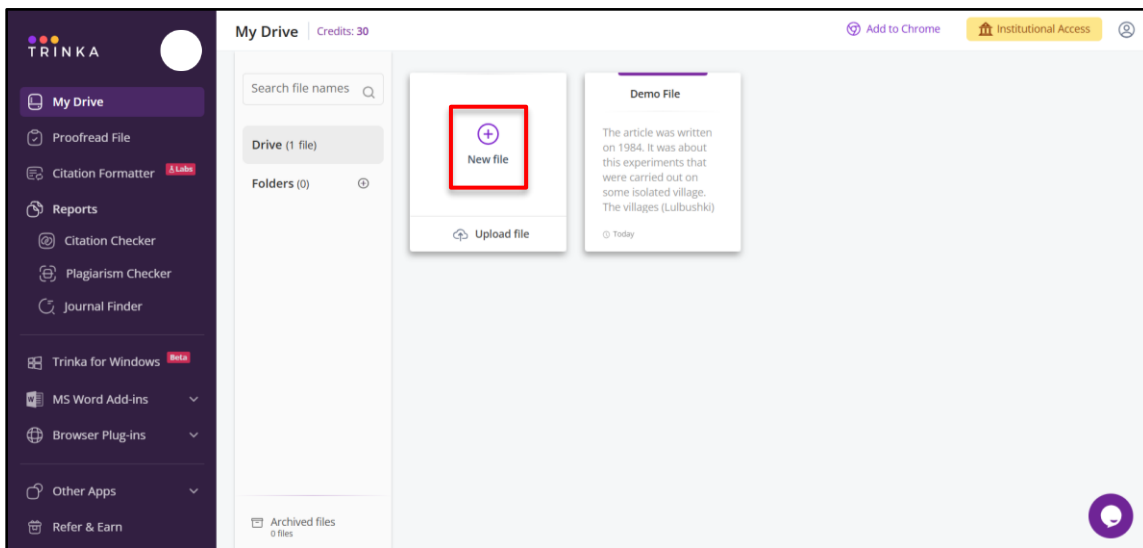 TRINKA
My Drive
Proofread File
Citation Formatter Labs
Reports
Citation Checker
Plagiarism Checker
Journal Finder
Trinka for Windows Beta
MS Word Add-ins
Browser Plug-ins
Other Apps
Refer & Earn
My Drive Credits: 30
Add to Chrome
Institutional Access
Search file names
Drive (1 file)
Folders (0)
Archived files
0 files
New file
Upload file
Demo File
The article was written
on 1984. It was about
this experiments that
were carried out on
some isolated village.
The villages (Lulbushki)
Today